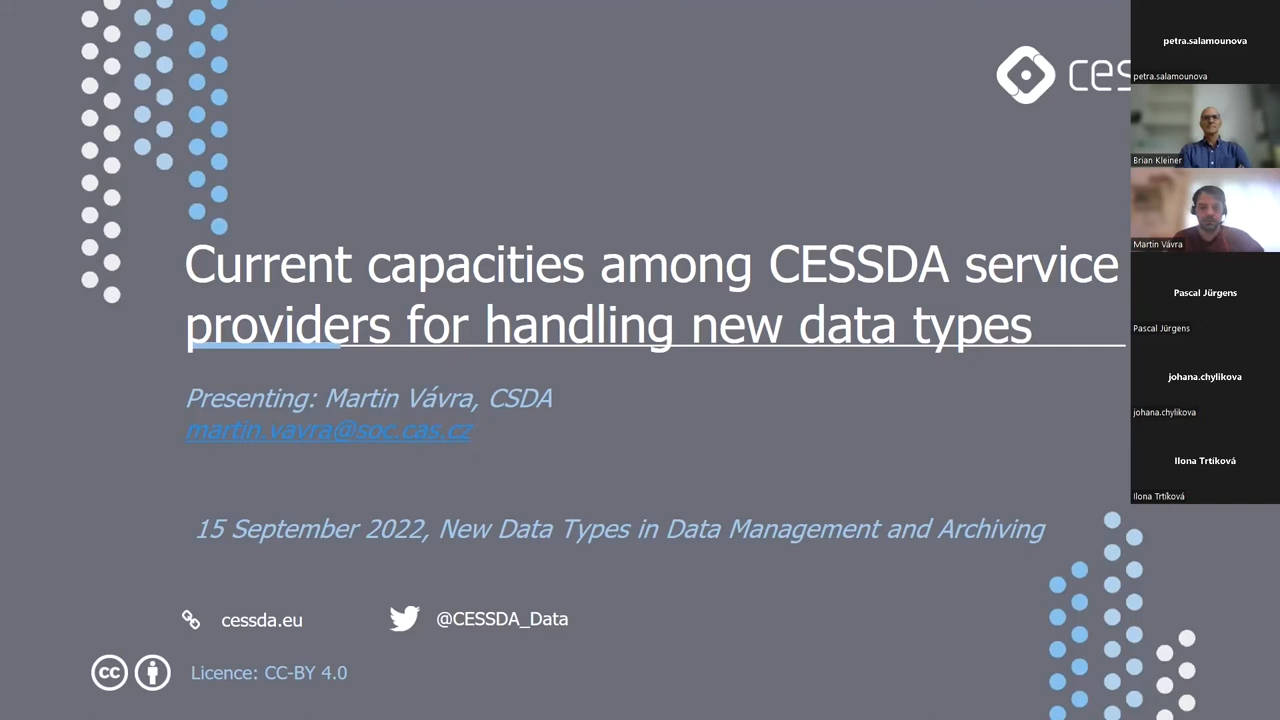 ces
Current capacities among CESSDA service
providers for handling new data types
Presenting: Martin Vávra, CSDA
martin.vavra@soc.cas.cz
15 September 2022, New Data Types in Data Management and Archiving
cessda.eu
@CESSDA_Data
cc
Licence: CC-BY 4.0
petra.salamounova
petra.salamounova
Brian Kleiner
Martin Vávra
Pascal Jürgens
Pascal Jürgens
johana.chylikova
johana.chylikova
Ilona Trtíková
Ilona Trtíková